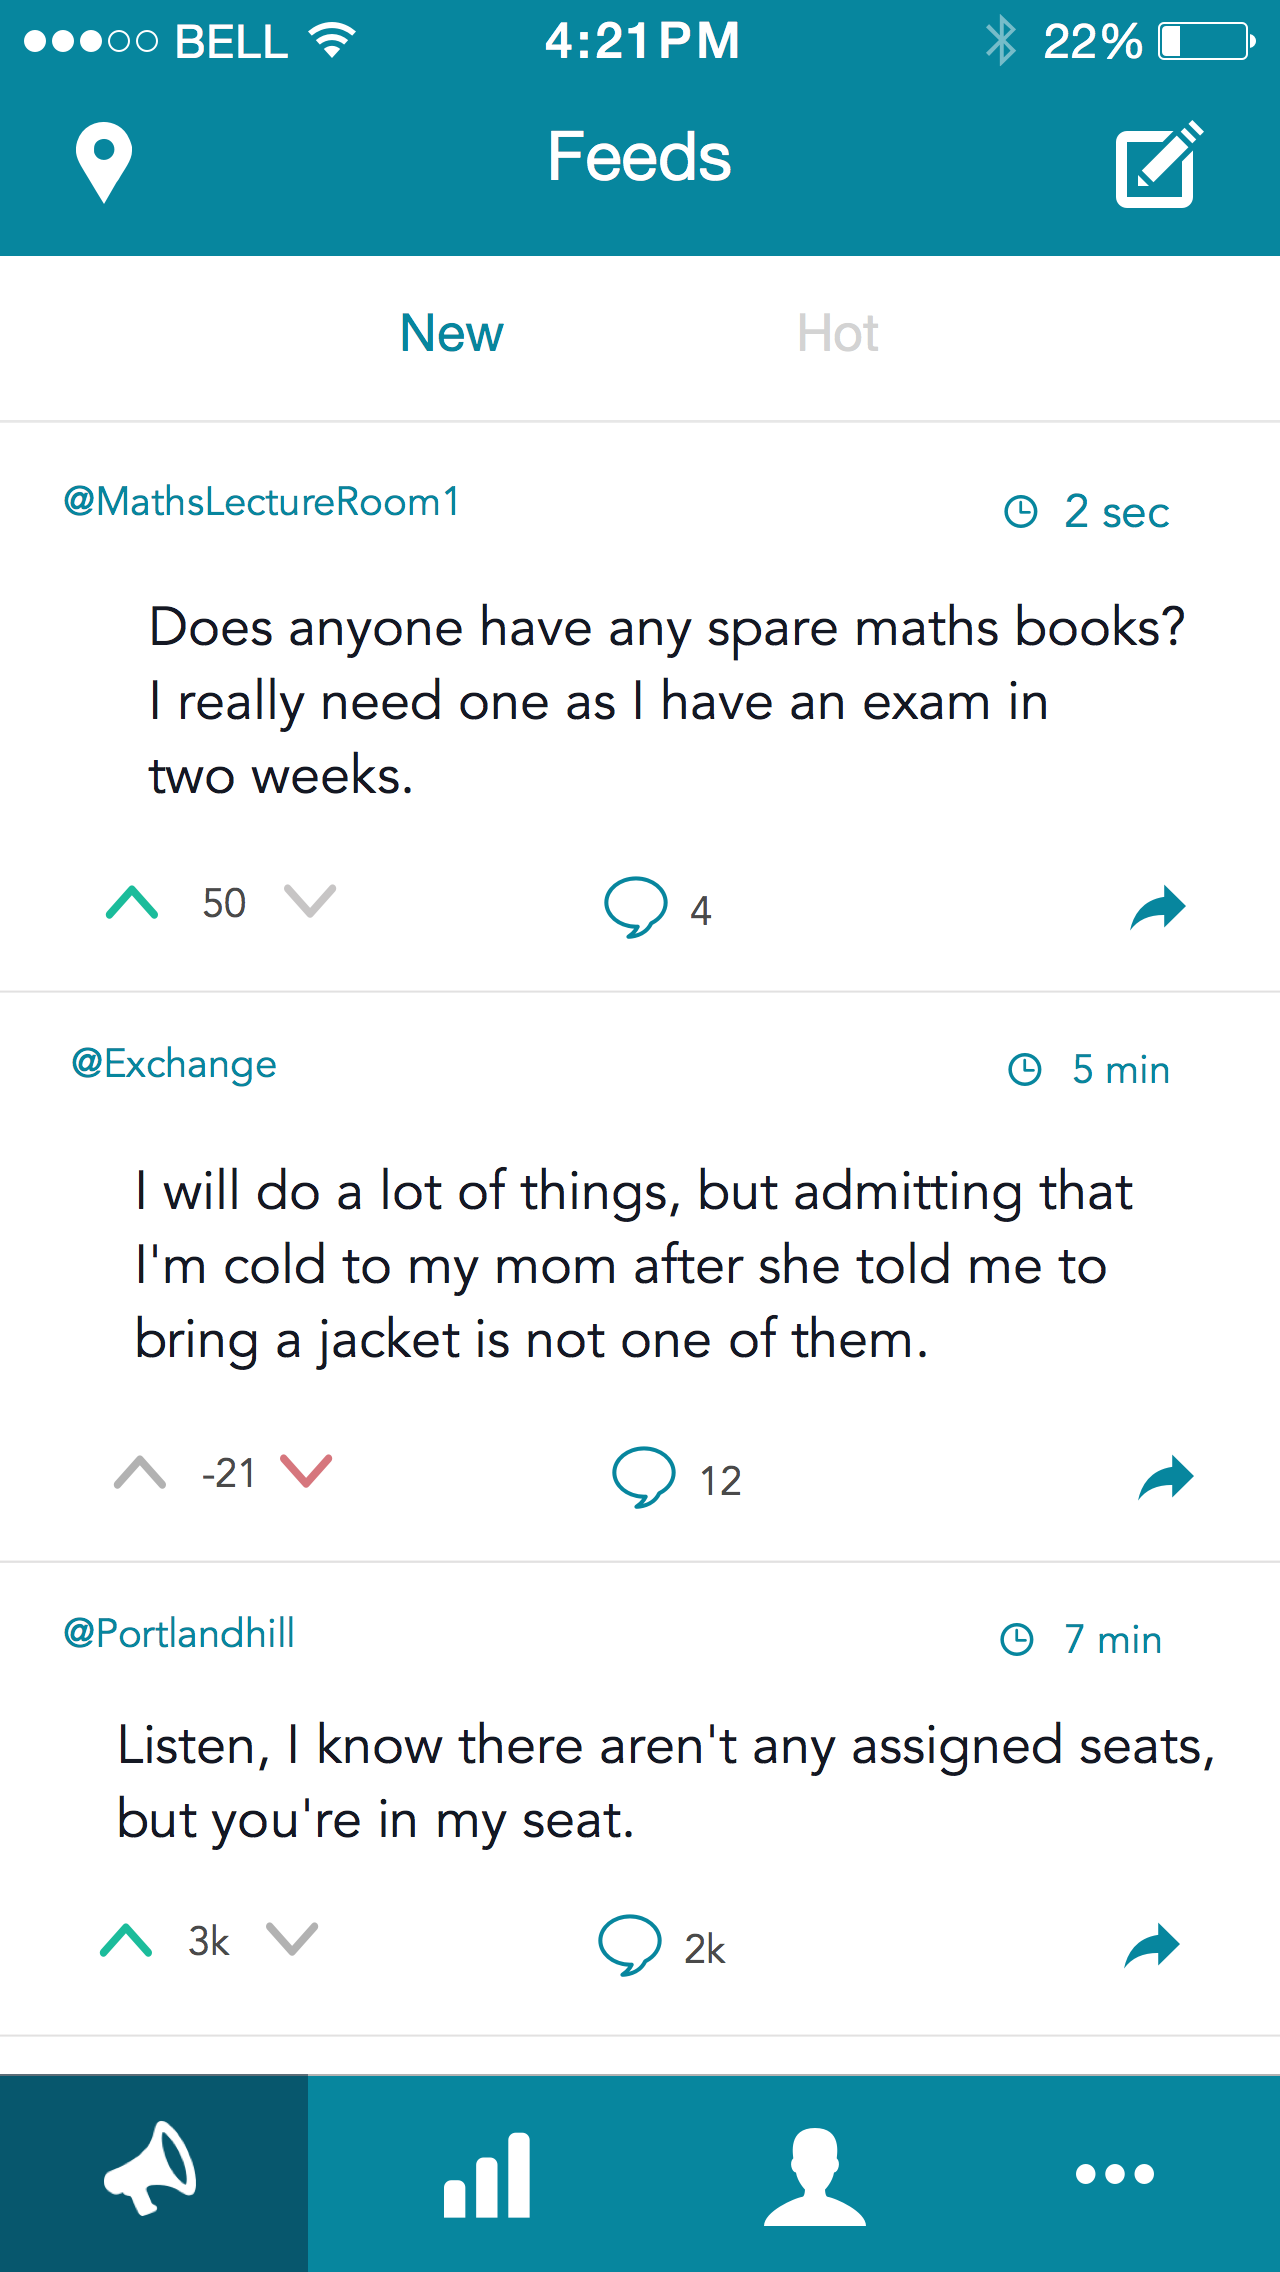 BELL 4:21PM 22%
Feeds
New Hot
@MathsLectureRoom1 2 sec
Does anyone have any spare maths books?
I really need one as I have an exam in
two weeks.
50 4
@Exchange 5 min
I will do a lot of things, but admitting that
I'm cold to my mom after she told me to
bring a jacket is not one of them.
-21 12
@Portlandhill 7 min
Listen, I know there aren't any assigned seats,
but you're in my seat.
3k 2k